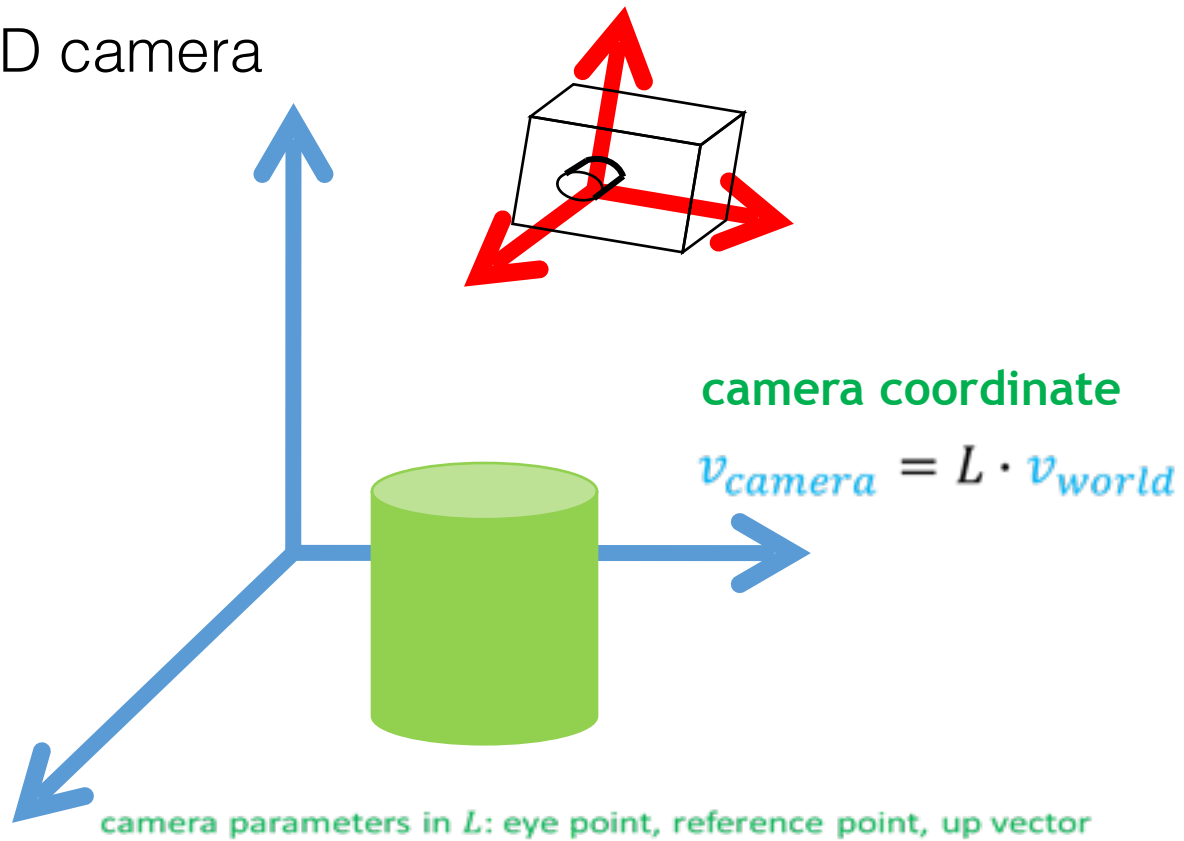 D camera
camera coordinate
v_camera = L · v_world
camera parameters in L: eye point, reference point, up vector